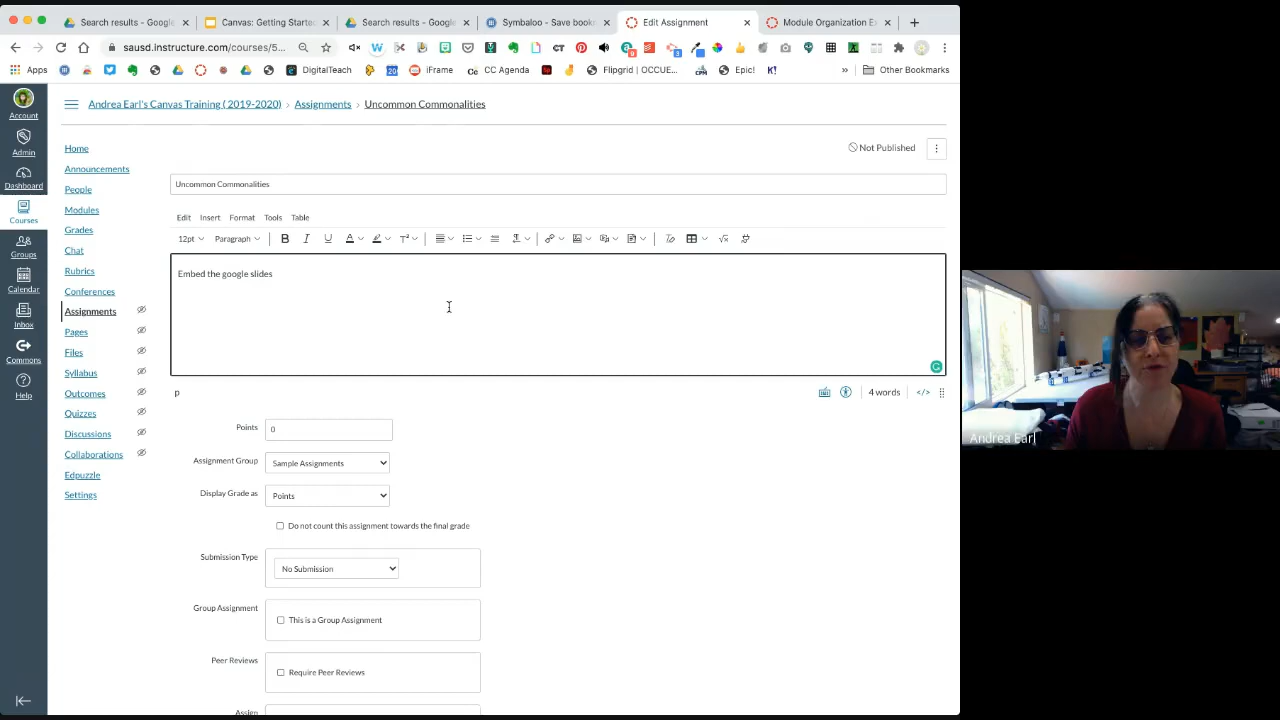 Search results - Google
Canvas: Getting Starte
Search results - Google
Symbaloo - Save book
Edit Assignment
Module Organization E
sausd.instructure.com/courses/5...
Apps
DigitalTeach
iFrame
CC Agenda
Flipgrid | OCCUE...
Epic!
Other Bookmarks
Andrea Earl's Canvas Training ( 2019-2020) › Assignments › Uncommon Commonalities
Account
Admin
Dashboard
Courses
Groups
Calendar
Inbox
Commons
Help
Home
Announcements
People
Modules
Grades
Chat
Rubrics
Conferences
Assignments
Pages
Files
Syllabus
Outcomes
Quizzes
Discussions
Collaborations
Edpuzzle
Settings
Not Published
Uncommon Commonalities
Edit Insert Format Tools Table
12pt Paragraph
Embed the google slides
p
4 words
Points 0
Assignment Group Sample Assignments
Display Grade as Points
Do not count this assignment towards the final grade
Submission Type
No Submission
Group Assignment
This is a Group Assignment
Peer Reviews
Require Peer Reviews
Assign
Andrea Earl